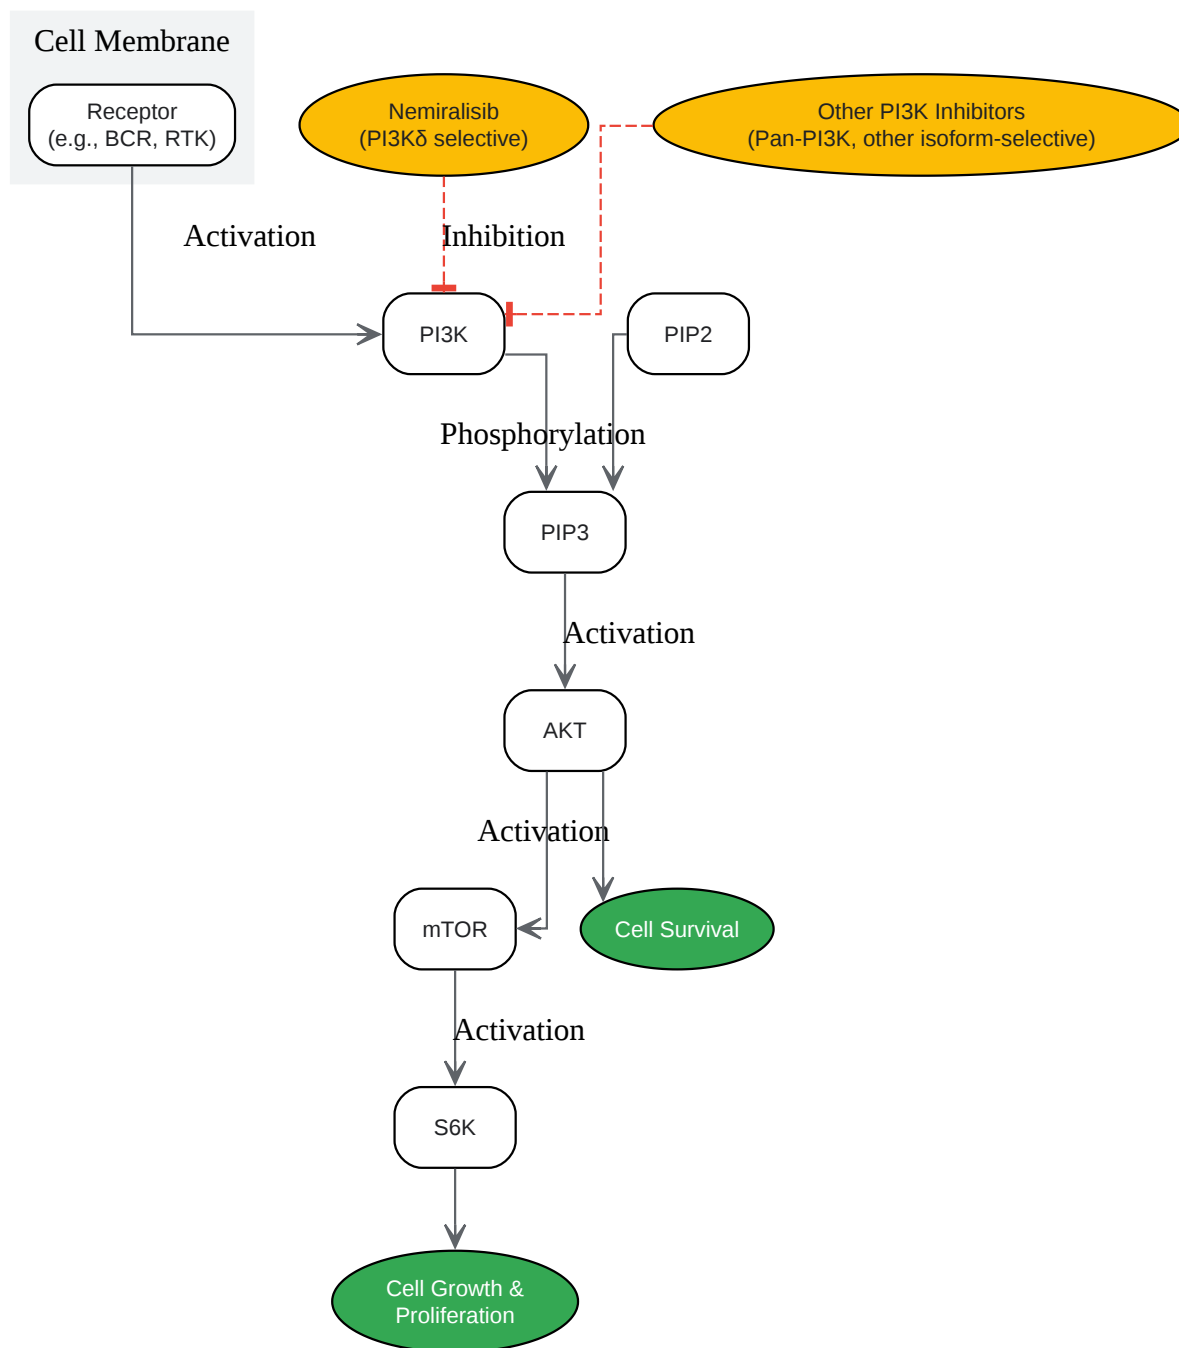 Cell Membrane
Receptor
(e.g., BCR, RTK)
Nemiralisib
(PI3Kδ selective)
Other PI3K Inhibitors
(Pan-PI3K, other isoform-selective)
Activation
Inhibition
PI3K
PIP2
Phosphorylation
PIP3
Activation
AKT
Activation
mTOR
Cell Survival
Activation
S6K
Cell Growth &
Proliferation